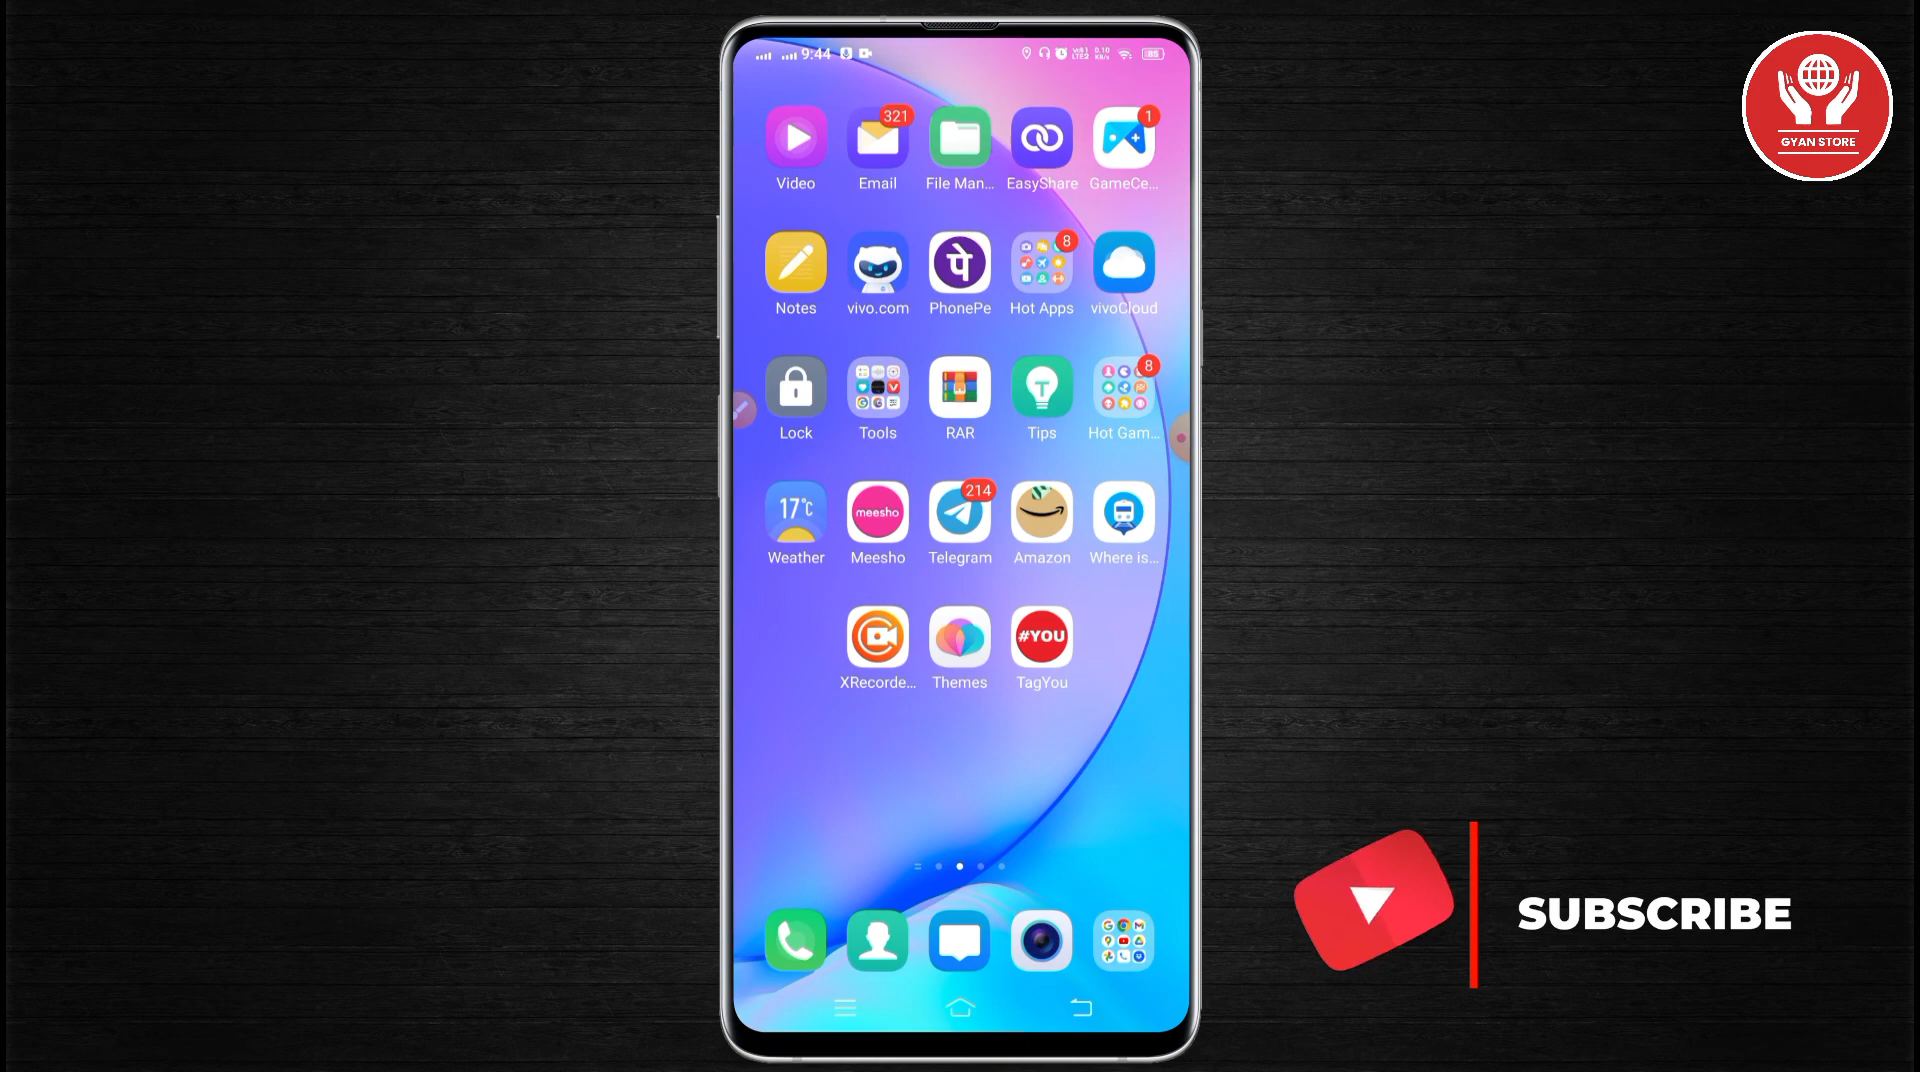 9:44
85
GYAN STORE
321
1
Video
Email
File Man...
EasyShare
GameCe...
8
पे
Notes
vivo.com
PhonePe
Hot Apps
vivoCloud
8
T
Lock
Tools
RAR
Tips
Hot Gam...
214
17°c
meesho
Weather
Meesho
Telegram
Amazon
Where is...
#YOU
XRecorde...
Themes
TagYou
SUBSCRIBE